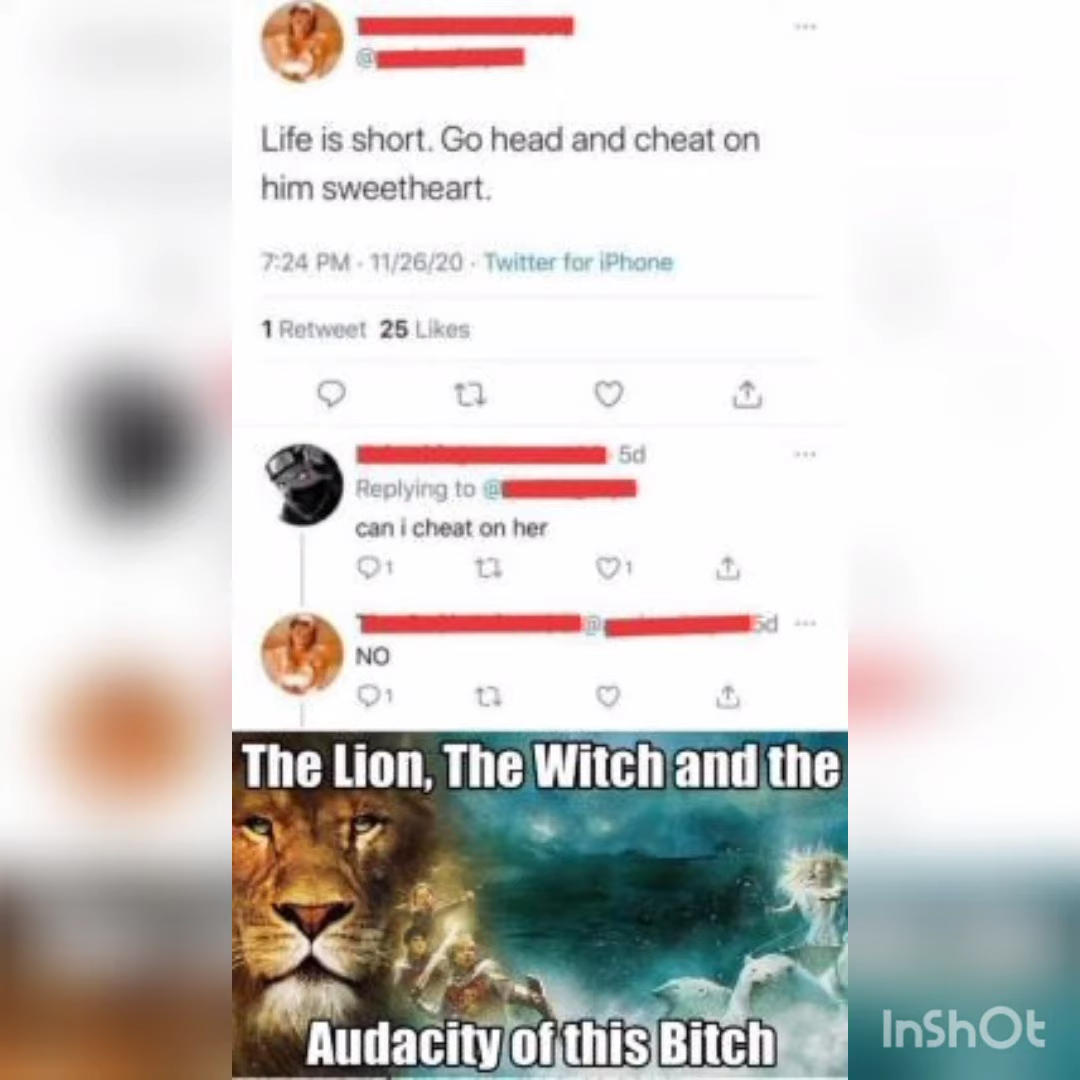 @
Life is short. Go head and cheat on
him sweetheart.
7:24 PM · 11/26/20 · Twitter for iPhone
1 Retweet 25 Likes
5d
Replying to @
can i cheat on her
1 1
@ 5d
NO
1
The Lion, The Witch and the
Audacity of this Bitch
InShOt